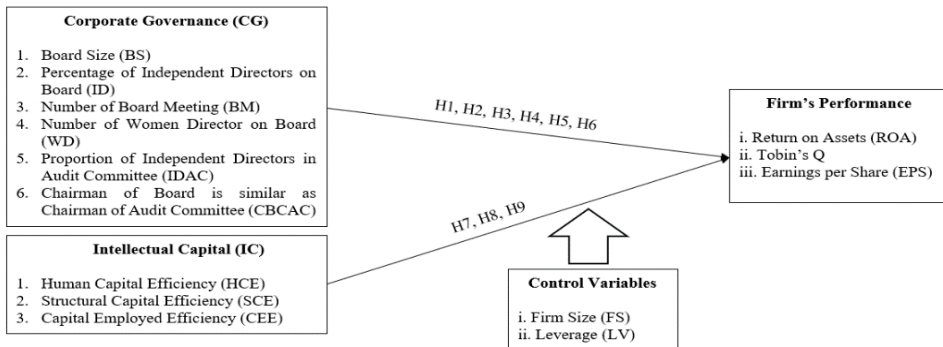 Corporate Governance (CG)
1. Board Size (BS)
2. Percentage of Independent Directors on
Board (ID)
3. Number of Board Meeting (BM)
4. Number of Women Director on Board
(WD)
5. Proportion of Independent Directors in
Audit Committee (IDAC)
6. Chairman of Board is similar as
Chairman of Audit Committee (CBCAC)
H1, H2, H3, H4, H5, H6
Firm's Performance
i. Return on Assets (ROA)
ii. Tobin's Q
iii. Earnings per Share (EPS)
H7, H8, H9
Intellectual Capital (IC)
1. Human Capital Efficiency (HCE)
2. Structural Capital Efficiency (SCE)
3. Capital Employed Efficiency (CEE)
Control Variables
i. Firm Size (FS)
ii. Leverage (LV)